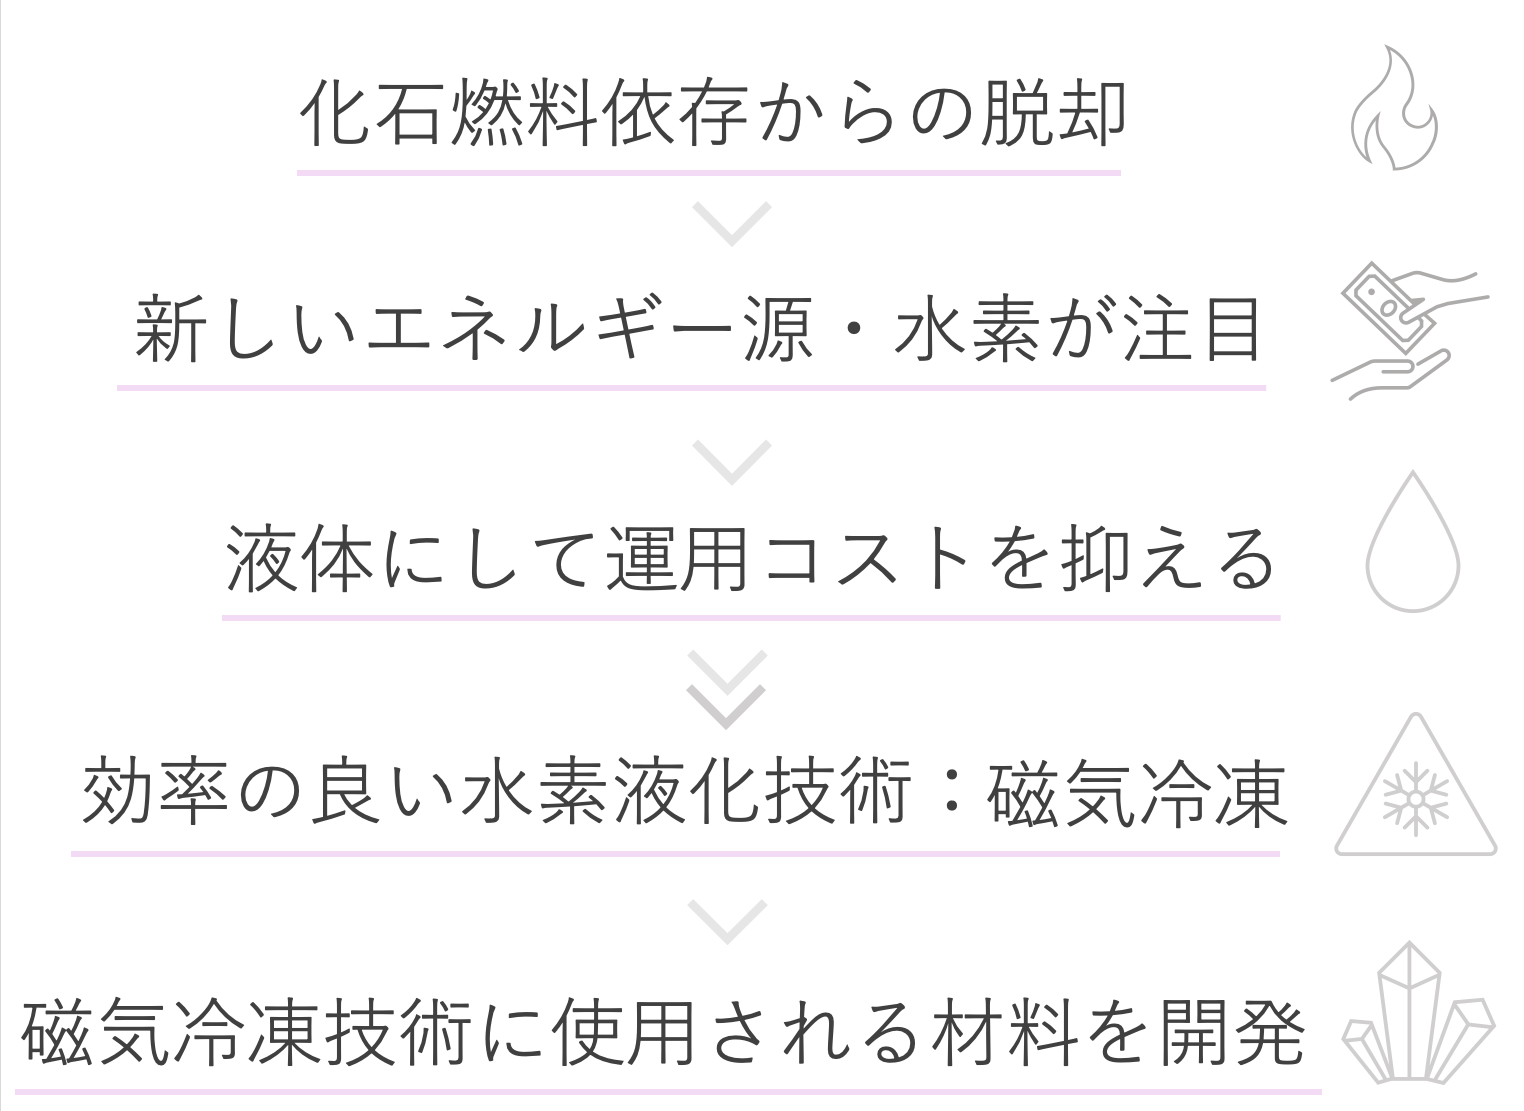 化石燃料依存からの脱却
新しいエネルギー源・水素が注目
液体にして運用コストを抑える
効率の良い水素液化技術：磁気冷凍
磁気冷凍技術に使用される材料を開発